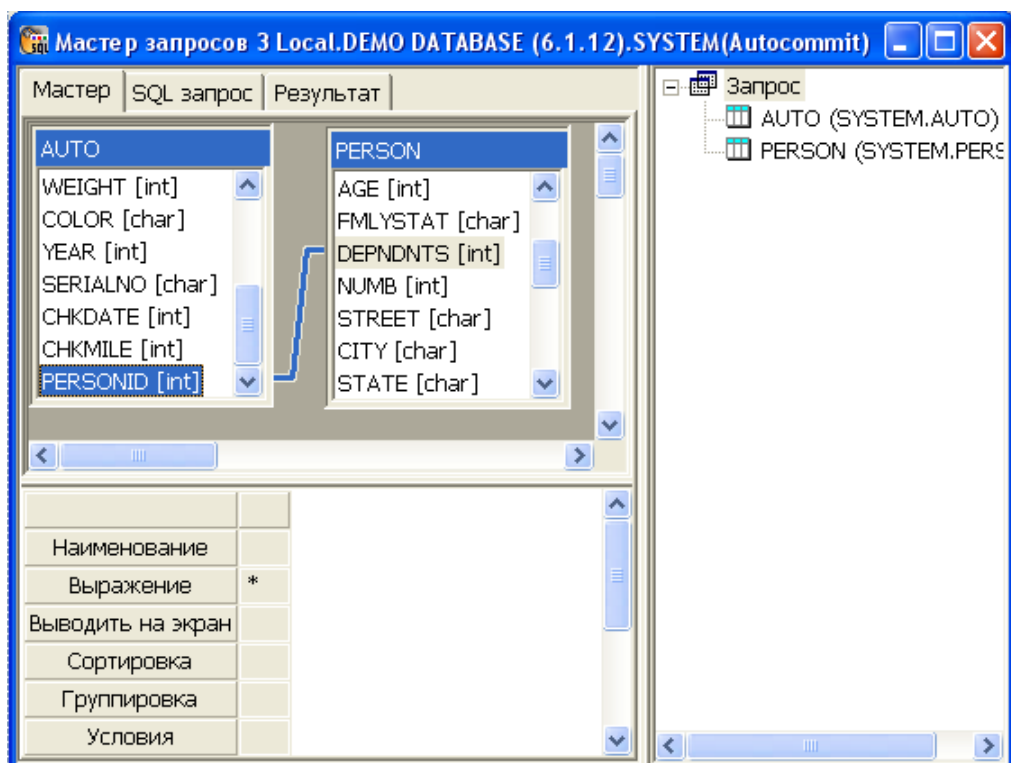 Мастер запросов 3 Local.DEMO DATABASE (6.1.12).SYSTEM(Autocommit)
Мастер
SQL запрос
Результат
AUTO
WEIGHT [int]
COLOR [char]
YEAR [int]
SERIALNO [char]
CHKDATE [int]
CHKMILE [int]
PERSONID [int]
PERSON
AGE [int]
FMLYSTAT [char]
DEPNDNTS [int]
NUMB [int]
STREET [char]
CITY [char]
STATE [char]
Наименование
Выражение *
Выводить на экран
Сортировка
Группировка
Условия
Запрос
AUTO (SYSTEM.AUTO)
PERSON (SYSTEM.PERS